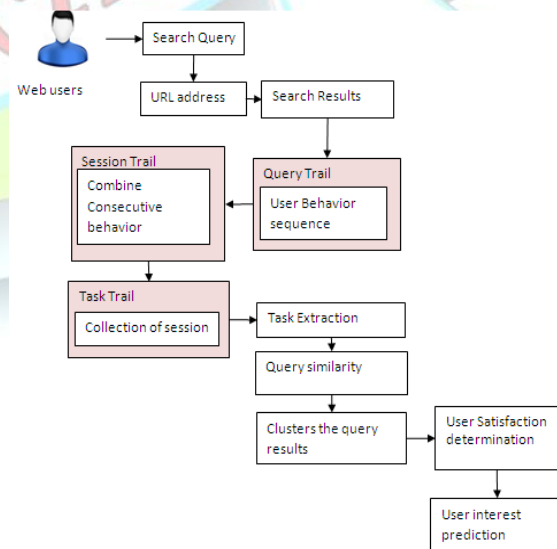 Search Query
Web users
URL address
Search Results
Session Trail
Combine
Consecutive
behavior
Query Trail
User Behavior
sequence
Task Trail
Collection of session
Task Extraction
Query similarity
Clusters the query
results
User Satisfaction
determination
User interest
prediction